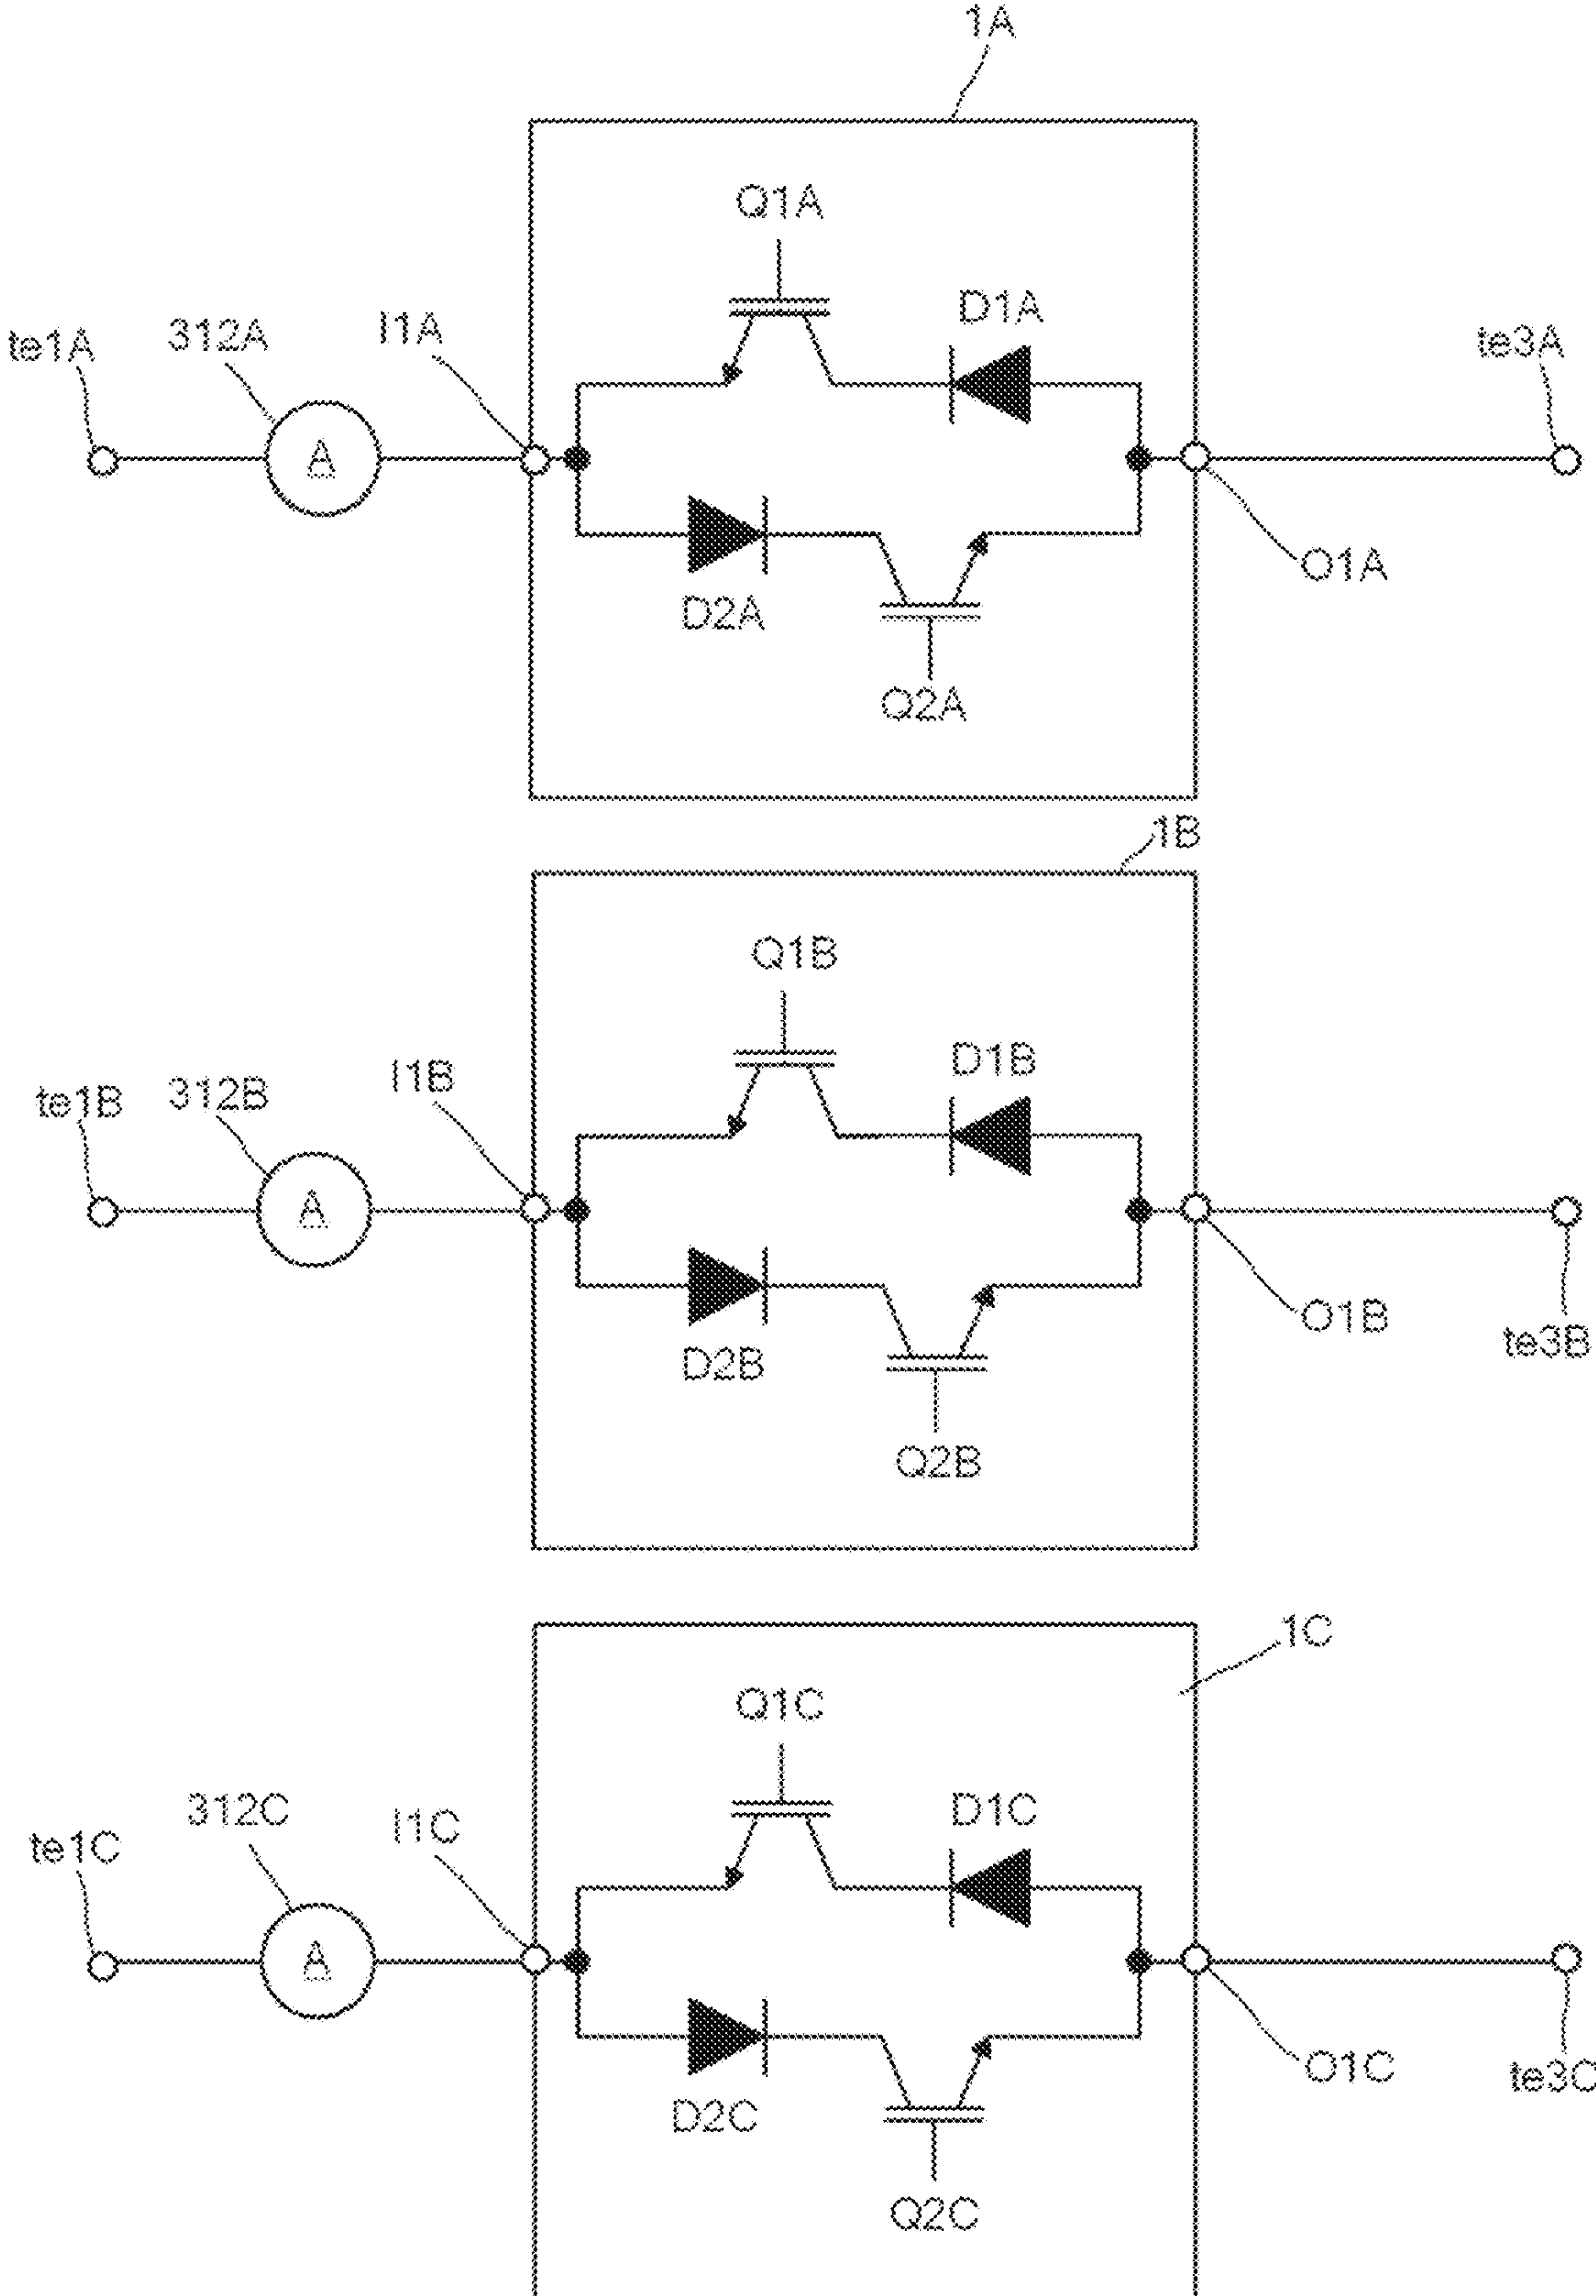 1A
Q1A
D1A
te1A
312A
I1A
te3A
A
O1A
D2A
Q2A
1B
Q1B
D1B
te1B
312B
I1B
A
O1B
te3B
D2B
Q2B
1C
Q1C
D1C
te1C
312C
I1C
A
O1C
te3C
D2C
Q2C